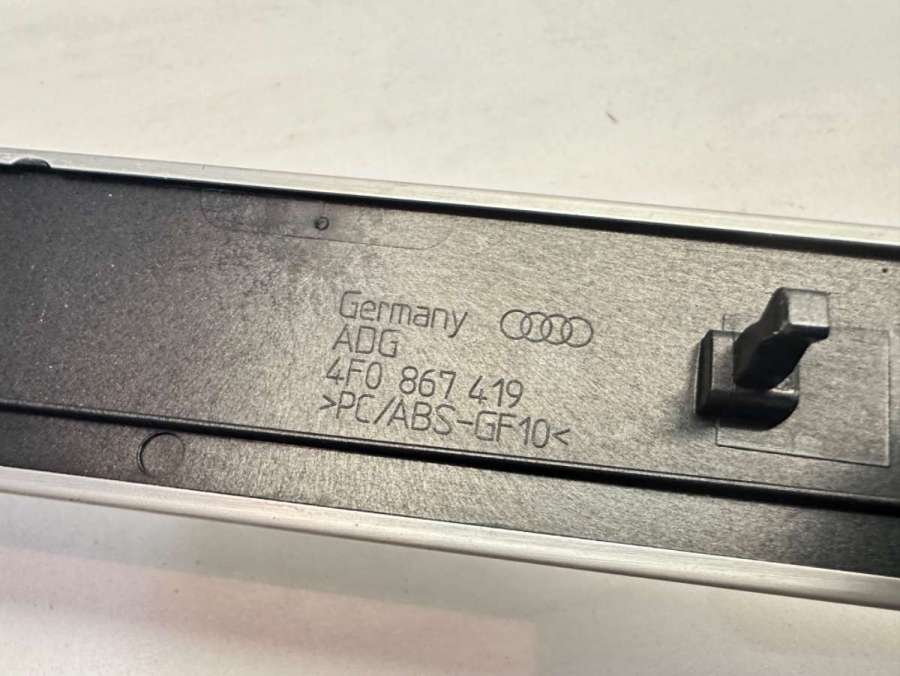 Germany
ADG
4F0 867 419
>PC/ABS-GF10<